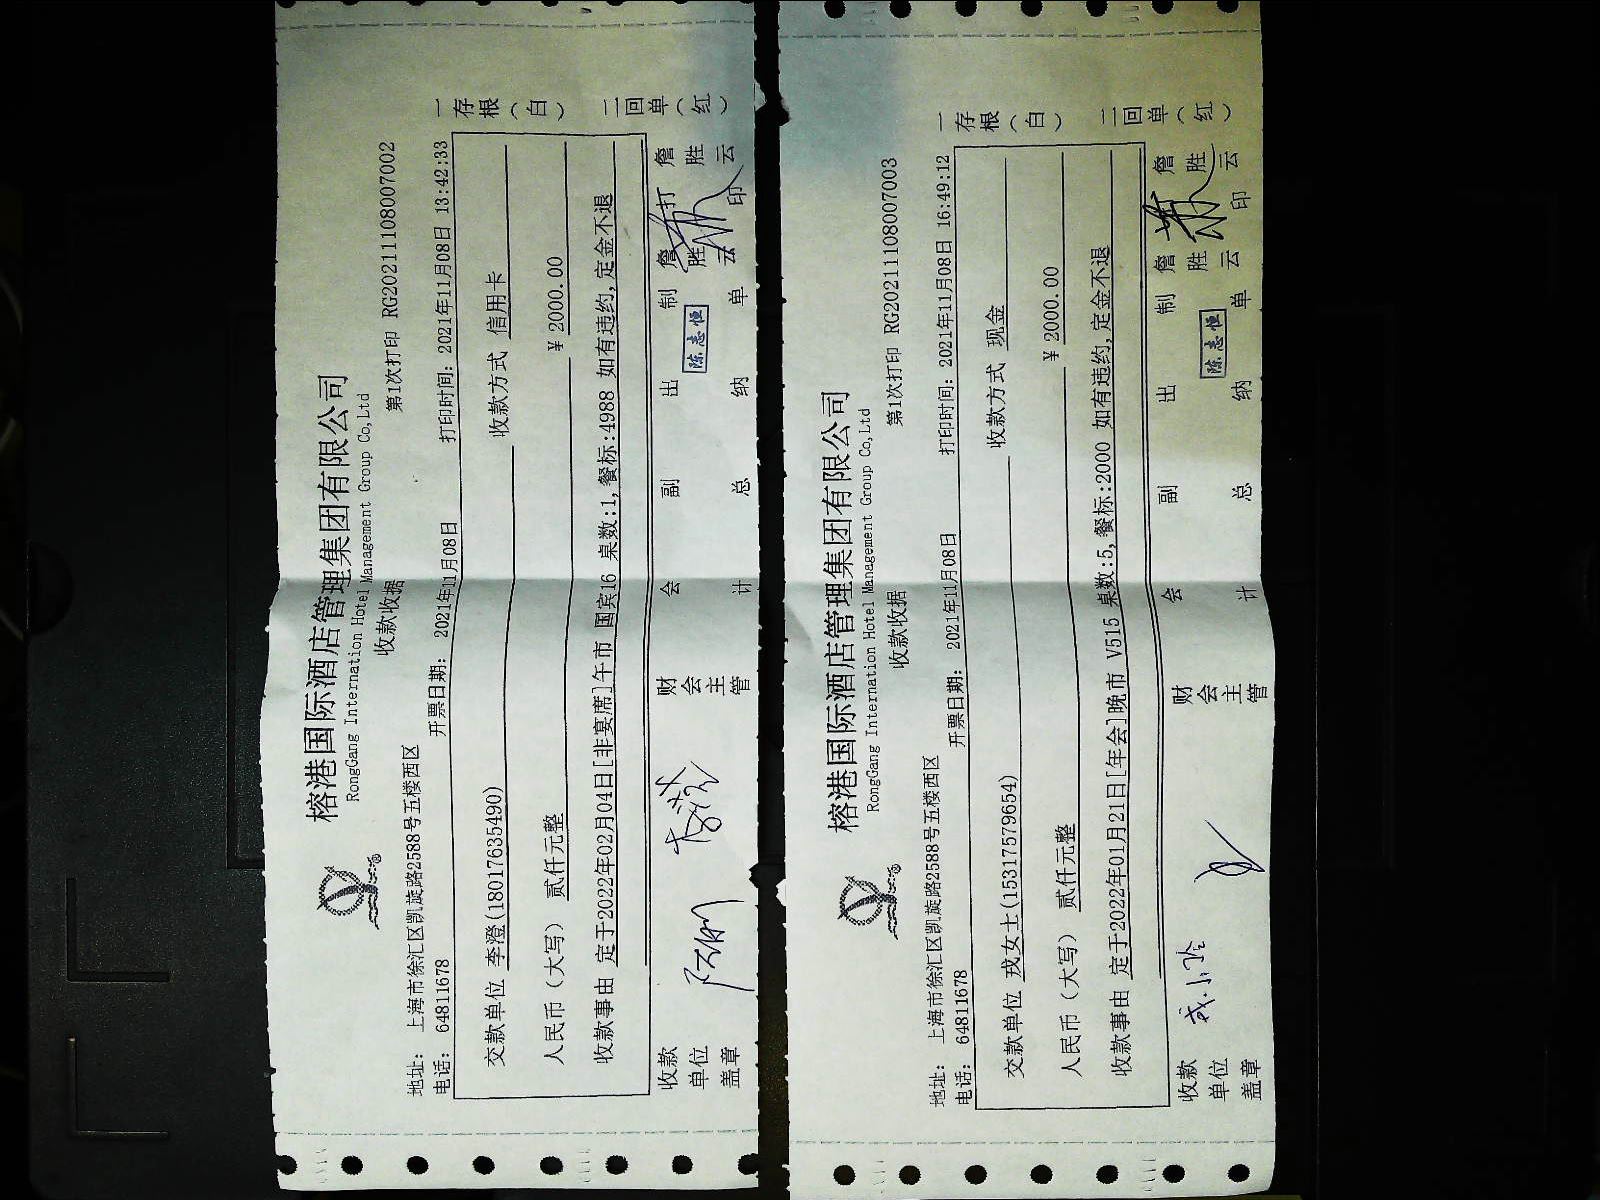 榕港国际酒店管理集团有限公司
RongGang Internation Hotel Management Group Co,Ltd
收款收据
第1次打印 RG20211108007002
地址: 上海市徐汇区凯旋路2588号五楼西区
电话: 64811678
开票日期: 2021年11月08日
打印时间: 2021年11月08日 13:42:33
交款单位 李澄(18017635490)
收款方式 信用卡
人民币（大写） 贰仟元整
¥ 2000.00
收款事由 定于2022年02月04日[非宴席]午市 国宾16 桌数:1,餐标:4988 如有违约,定金不退
一存根（白）
二回单（红）
收款单位盖章
财会主管
会计
副总
出纳
陈志恒
制单
詹胜云
打印
詹胜云
榕港国际酒店管理集团有限公司
RongGang Internation Hotel Management Group Co,Ltd
收款收据
第1次打印 RG20211108007003
地址: 上海市徐汇区凯旋路2588号五楼西区
电话: 64811678
开票日期: 2021年11月08日
打印时间: 2021年11月08日 16:49:12
交款单位 戎女士(15317579654)
收款方式 现金
人民币（大写） 贰仟元整
¥ 2000.00
收款事由 定于2022年01月21日[年会]晚市 V515 桌数:5,餐标:2000 如有违约,定金不退
一存根（白）
二回单（红）
收款单位盖章
财会主管
会计
副总
出纳
陈志恒
制单
詹胜云
印
詹胜云